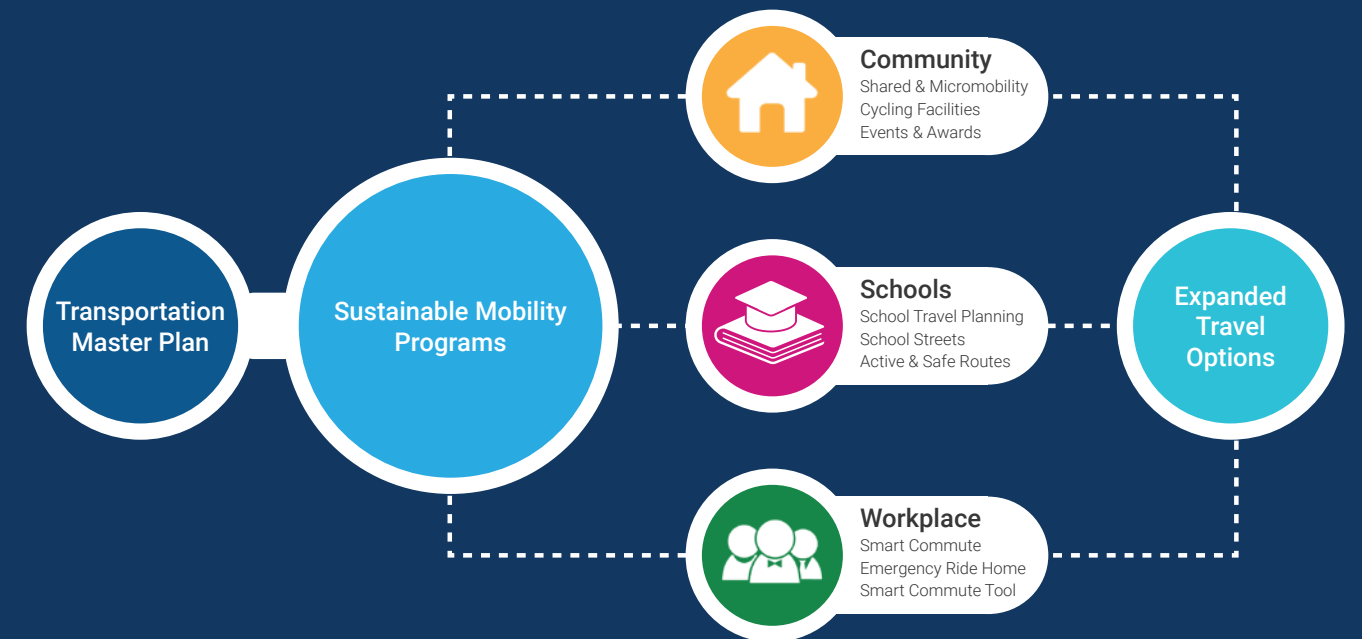 Transportation
Master Plan
Sustainable Mobility
Programs
Community
Shared & Micromobility
Cycling Facilities
Events & Awards
Schools
School Travel Planning
School Streets
Active & Safe Routes
Workplace
Smart Commute
Emergency Ride Home
Smart Commute Tool
Expanded
Travel
Options